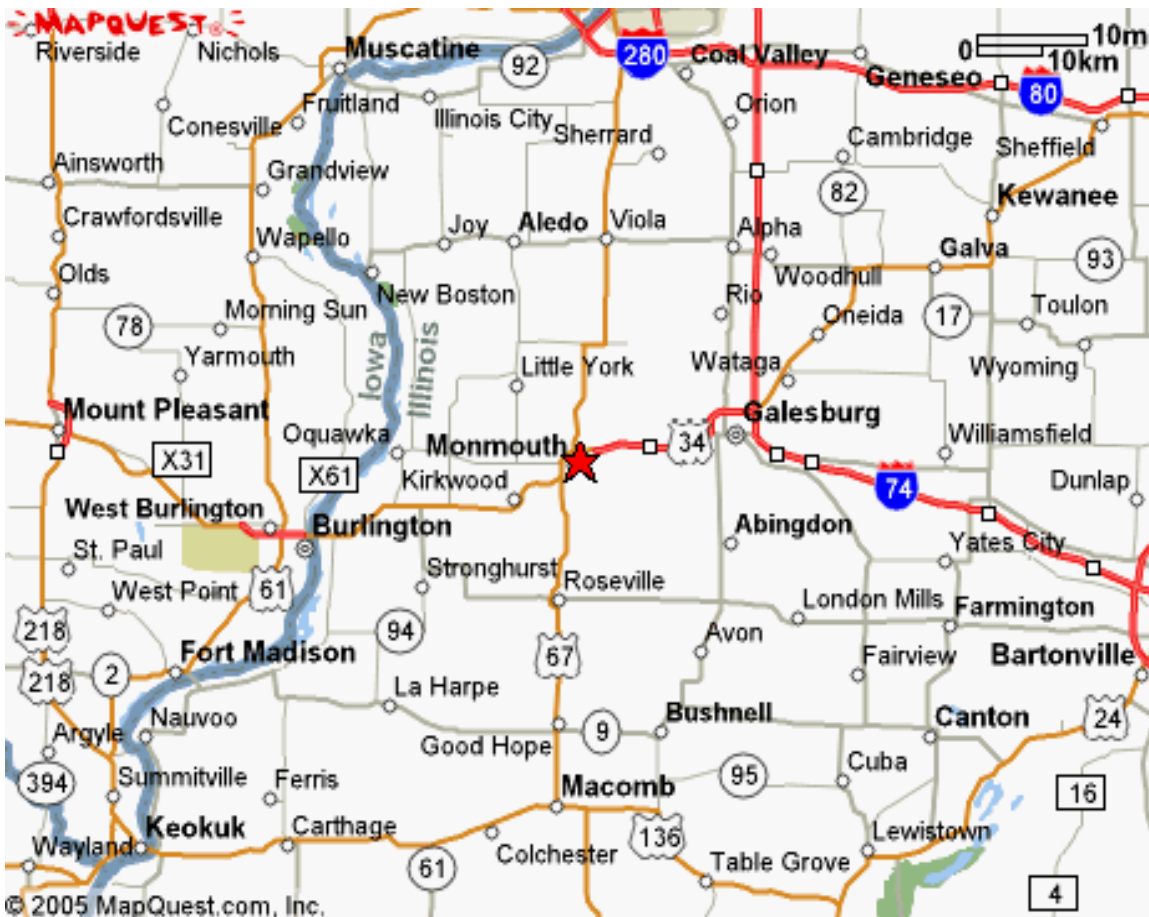 MAPQUEST®
Riverside
Nichols
Muscatine
92
280
Coal Valley
Geneseo
0
10m
10km
80
Fruitland
Conesville
Illinois City
Sherrard
Orion
Cambridge
Sheffield
Ainsworth
Grandview
82
Kewanee
Crawfordsville
Wapello
Joy
Aledo
Viola
Alpha
Galva
93
Olds
New Boston
Woodhull
78
Morning Sun
Rio
Oneida
17
Toulon
Yarmouth
Iowa
Illinois
Little York
Wataga
Wyoming
Mount Pleasant
Oquawka
Monmouth
34
Galesburg
Williamsfield
X31
X61
Kirkwood
74
Dunlap
West Burlington
Burlington
Abingdon
Yates City
St. Paul
61
Stronghurst
Roseville
London Mills
Farmington
West Point
218
94
67
Avon
Fairview
Bartonville
218
2
Fort Madison
La Harpe
Bushnell
Canton
24
Argyle
Nauvoo
Good Hope
9
394
Summitville
Ferris
Macomb
95
Cuba
16
Wayland
Keokuk
Carthage
61
Colchester
136
Table Grove
Lewistown
4
© 2005 MapQuest.com, Inc.